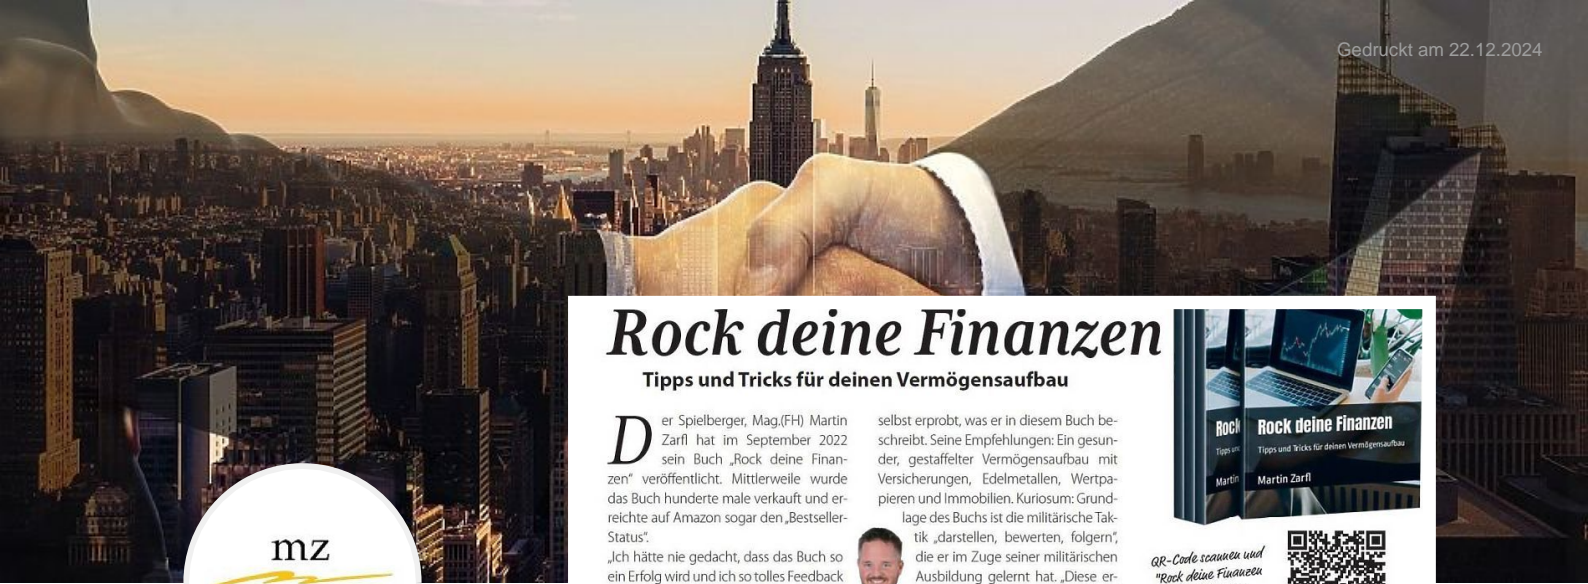 Gedruckt am 22.12.2024
Rock deine Finanzen
Tipps und Tricks für deinen Vermögensaufbau
Der Spielberger, Mag.(FH) Martin
Zarfl hat im September 2022
sein Buch „Rock deine Finan-
zen" veröffentlicht. Mittlerweile wurde
das Buch hunderte male verkauft und er-
reichte auf Amazon sogar den „Bestseller-
Status".
„Ich hätte nie gedacht, dass das Buch so
ein Erfolg wird und ich so tolles Feedback
selbst erprobt, was er in diesem Buch be-
schreibt. Seine Empfehlungen: Ein gesun-
der, gestaffelter Vermögensaufbau mit
Versicherungen, Edelmetallen, Wertpa-
pieren und Immobilien. Kuriosum: Grund-
lage des Buchs ist die militärische Tak-
tik „darstellen, bewerten, folgern",
die er im Zuge seiner militärischen
Ausbildung gelernt hat. „Diese er-
Rock
Tipps und
Martin
Rock deine Finanzen
Tipps und Tricks für deinen Vermögensaufbau
Martin Zarfl
QR-Code scannen und
"Rock deine Finanzen
mz